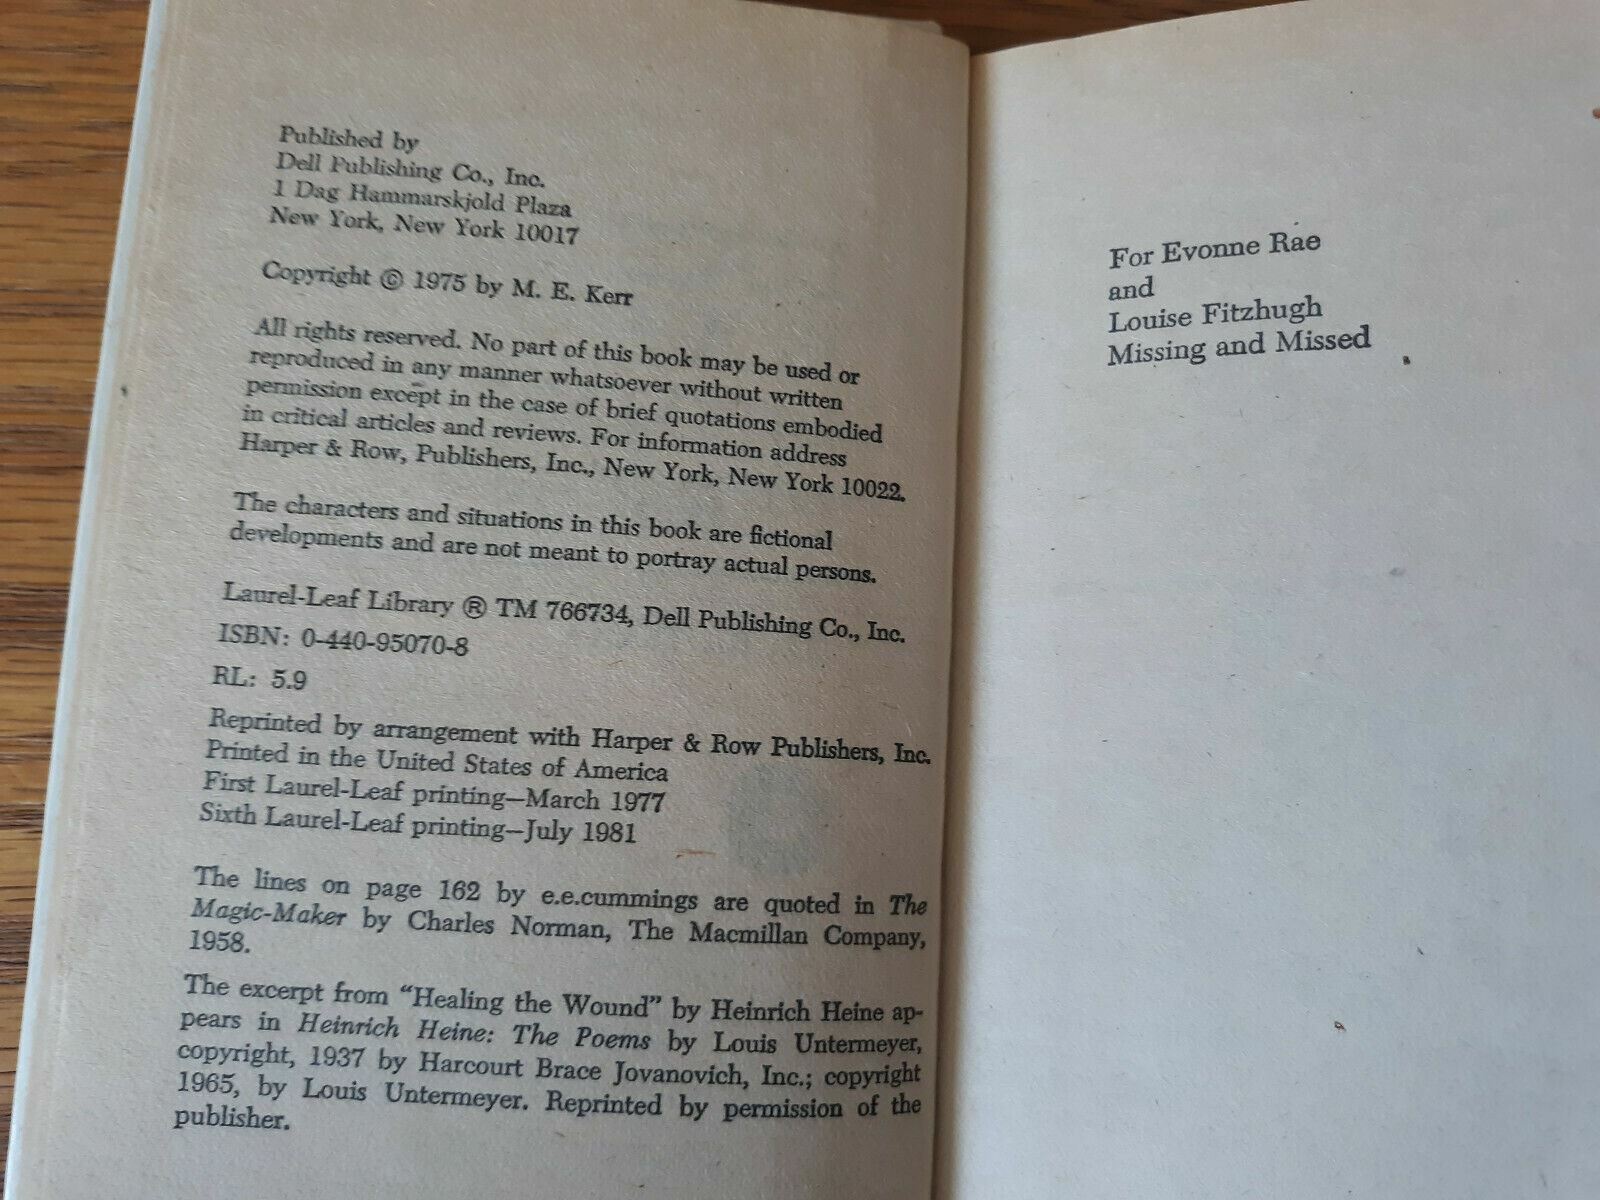 Published by
Dell Publishing Co., Inc.
1 Dag Hammarskjold Plaza
New York, New York 10017
Copyright © 1975 by M. E. Kerr
All rights reserved. No part of this book may be used or
reproduced in any manner whatsoever without written
permission except in the case of brief quotations embodied
in critical articles and reviews. For information address
Harper & Row, Publishers, Inc., New York, New York 10022.
The characters and situations in this book are fictional
developments and are not meant to portray actual persons.
Laurel-Leaf Library ® TM 766734, Dell Publishing Co., Inc.
ISBN: 0-440-95070-8
RL: 5.9
Reprinted by arrangement with Harper & Row Publishers, Inc.
Printed in the United States of America
First Laurel-Leaf printing—March 1977
Sixth Laurel-Leaf printing—July 1981
The lines on page 162 by e.e.cummings are quoted in The
Magic-Maker by Charles Norman, The Macmillan Company,
1958.
The excerpt from “Healing the Wound” by Heinrich Heine ap-
pears in Heinrich Heine: The Poems by Louis Untermeyer,
copyright, 1937 by Harcourt Brace Jovanovich, Inc.; copyright
1965, by Louis Untermeyer. Reprinted by permission of the
publisher.
For Evonne Rae
and
Louise Fitzhugh
Missing and Missed